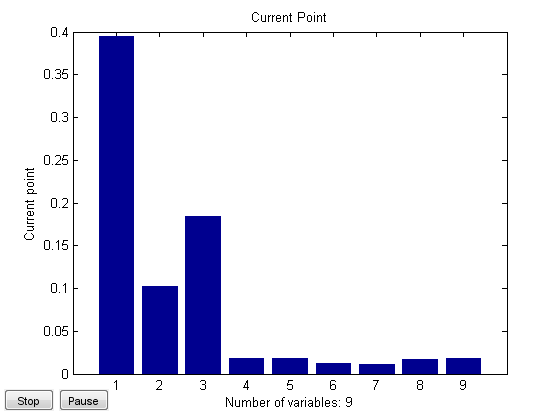 Current Point
0.4
0.35
0.3
0.25
0.2
0.15
0.1
0.05
0
Current point
1 2 3 4 5 6 7 8 9
Number of variables: 9
Stop Pause